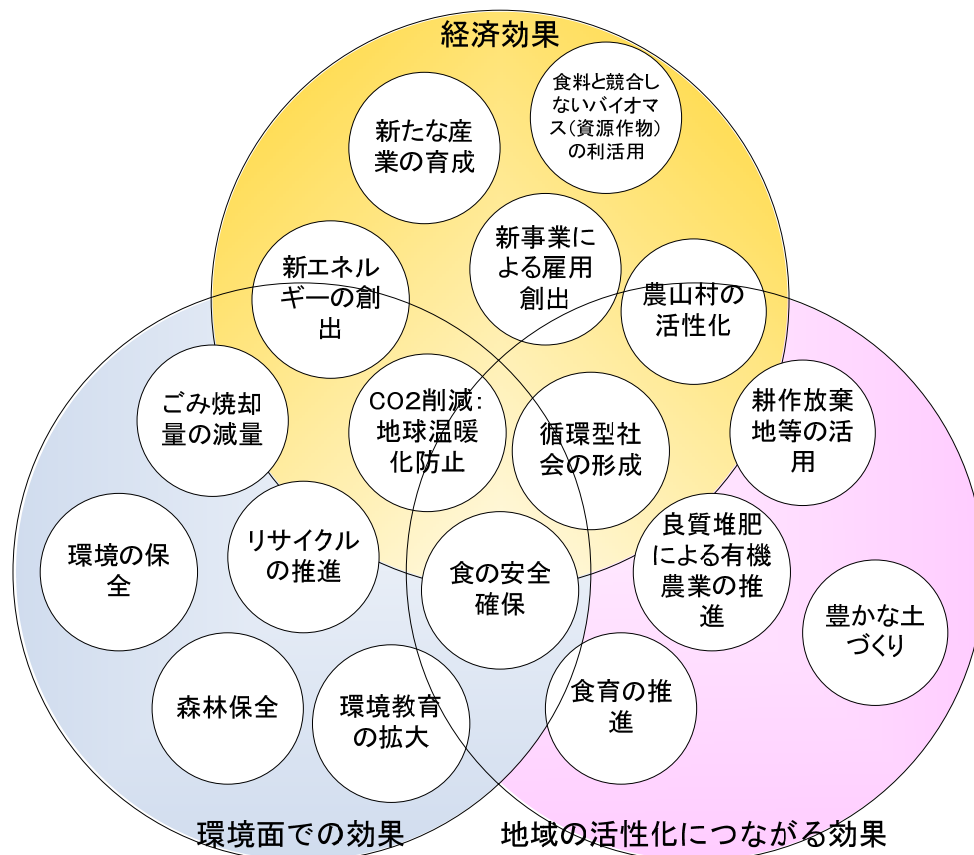 経済効果
食料と競合し
ないバイオマ
ス（資源作物）
の利活用
新たな産
業の育成
新事業に
よる雇用
創出
新エネル
ギーの創
出
農山村の
活性化
ごみ焼却
量の減量
CO2削減：
地球温暖
化防止
循環型社
会の形成
耕作放棄
地等の活
用
環境の保
全
リサイクル
の推進
食の安全
確保
良質堆肥
による有機
農業の推
進
豊かな土
づくり
森林保全
環境教育
の拡大
食育の推
進
環境面での効果
地域の活性化につながる効果